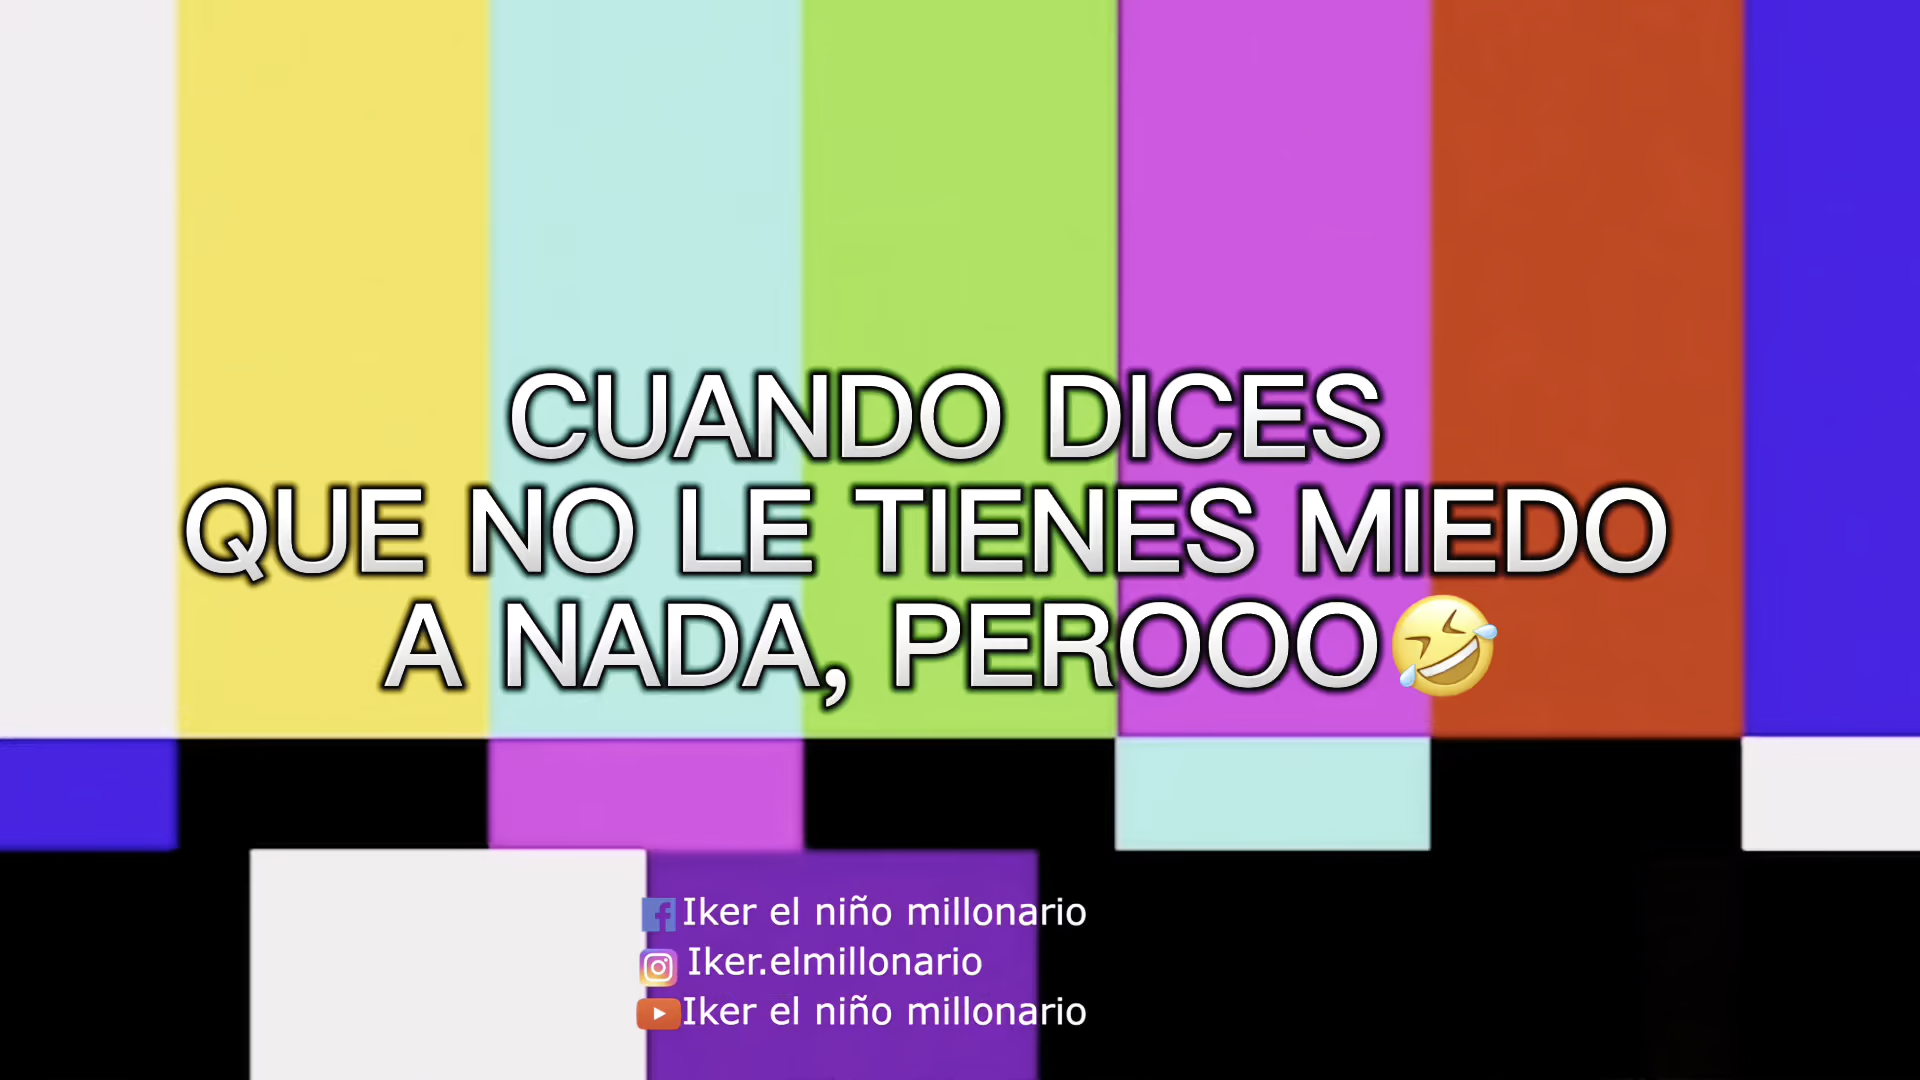 CUANDO DICES
QUE NO LE TIENES MIEDO
A NADA, PEROOO🤣
Iker el niño millonario
Iker.elmillonario
Iker el niño millonario